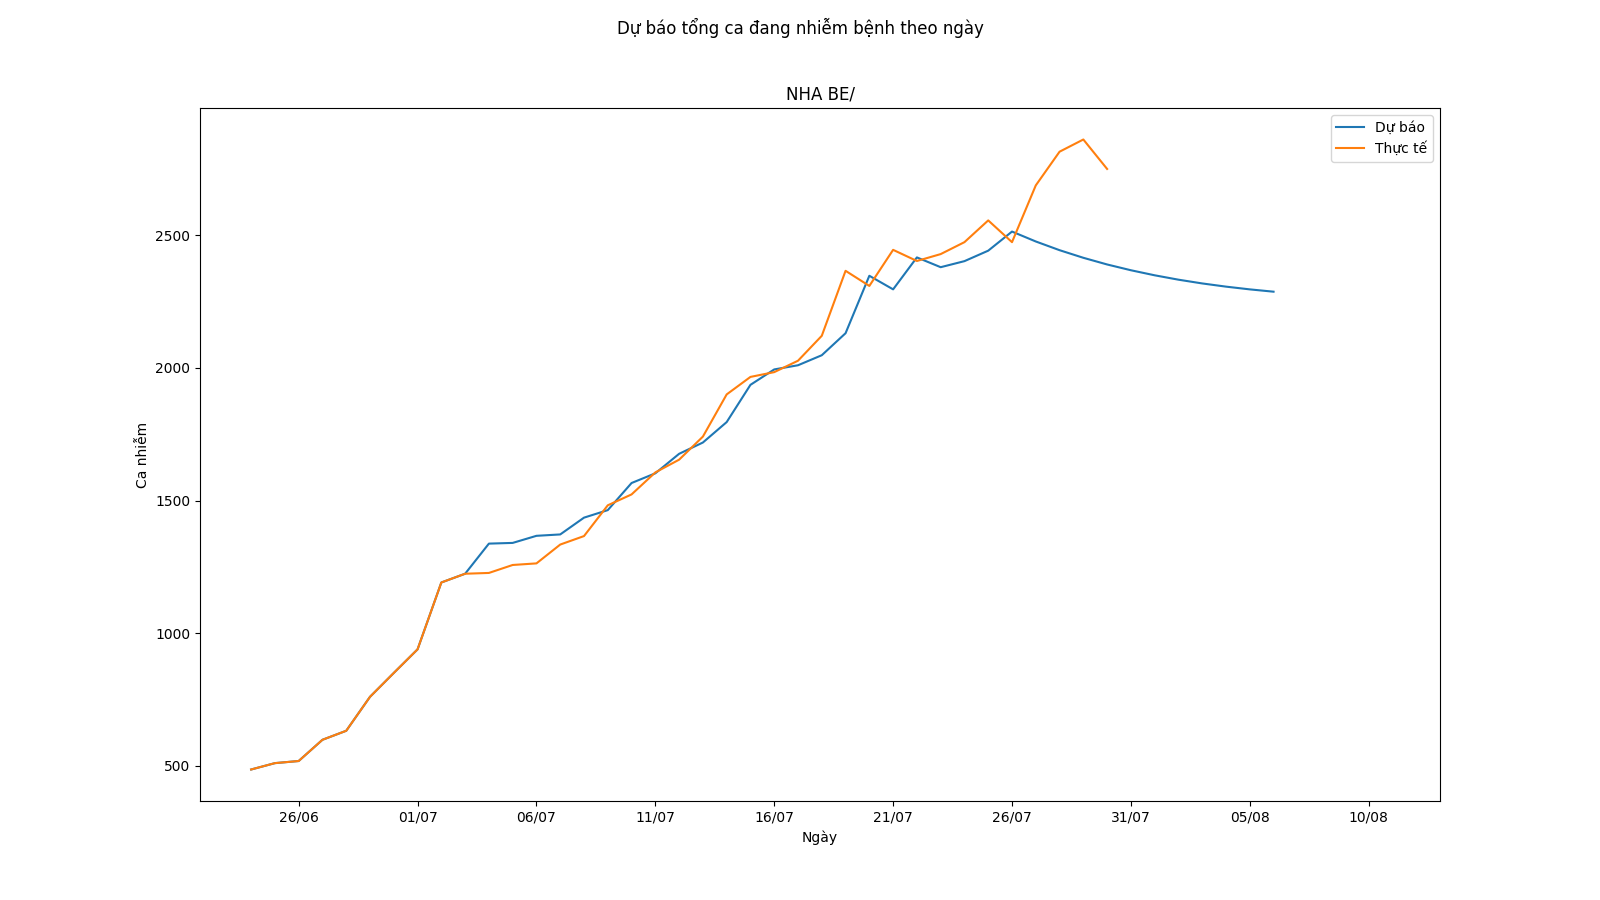 Dự báo tổng ca đang nhiễm bệnh theo ngày
NHA BE/
Dự báo
Thực tế
Ca nhiễm
2500
2000
1500
1000
500
26/06 01/07 06/07 11/07 16/07 21/07 26/07 31/07 05/08 10/08
Ngày